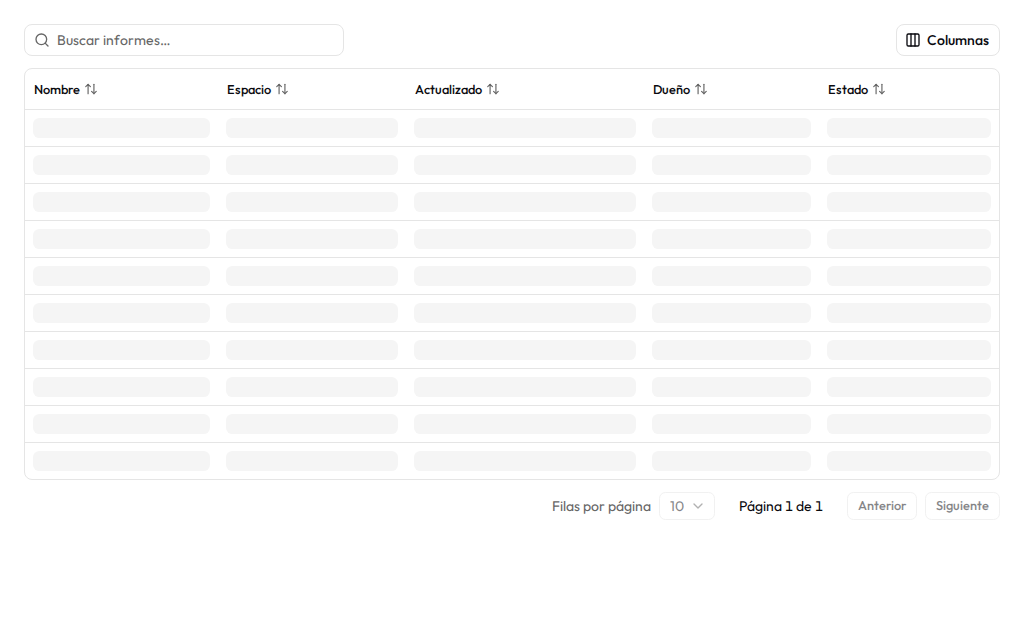 Buscar informes...
Columnas
Nombre Espacio Actualizado Dueño Estado
Filas por página 10 Página 1 de 1 Anterior Siguiente